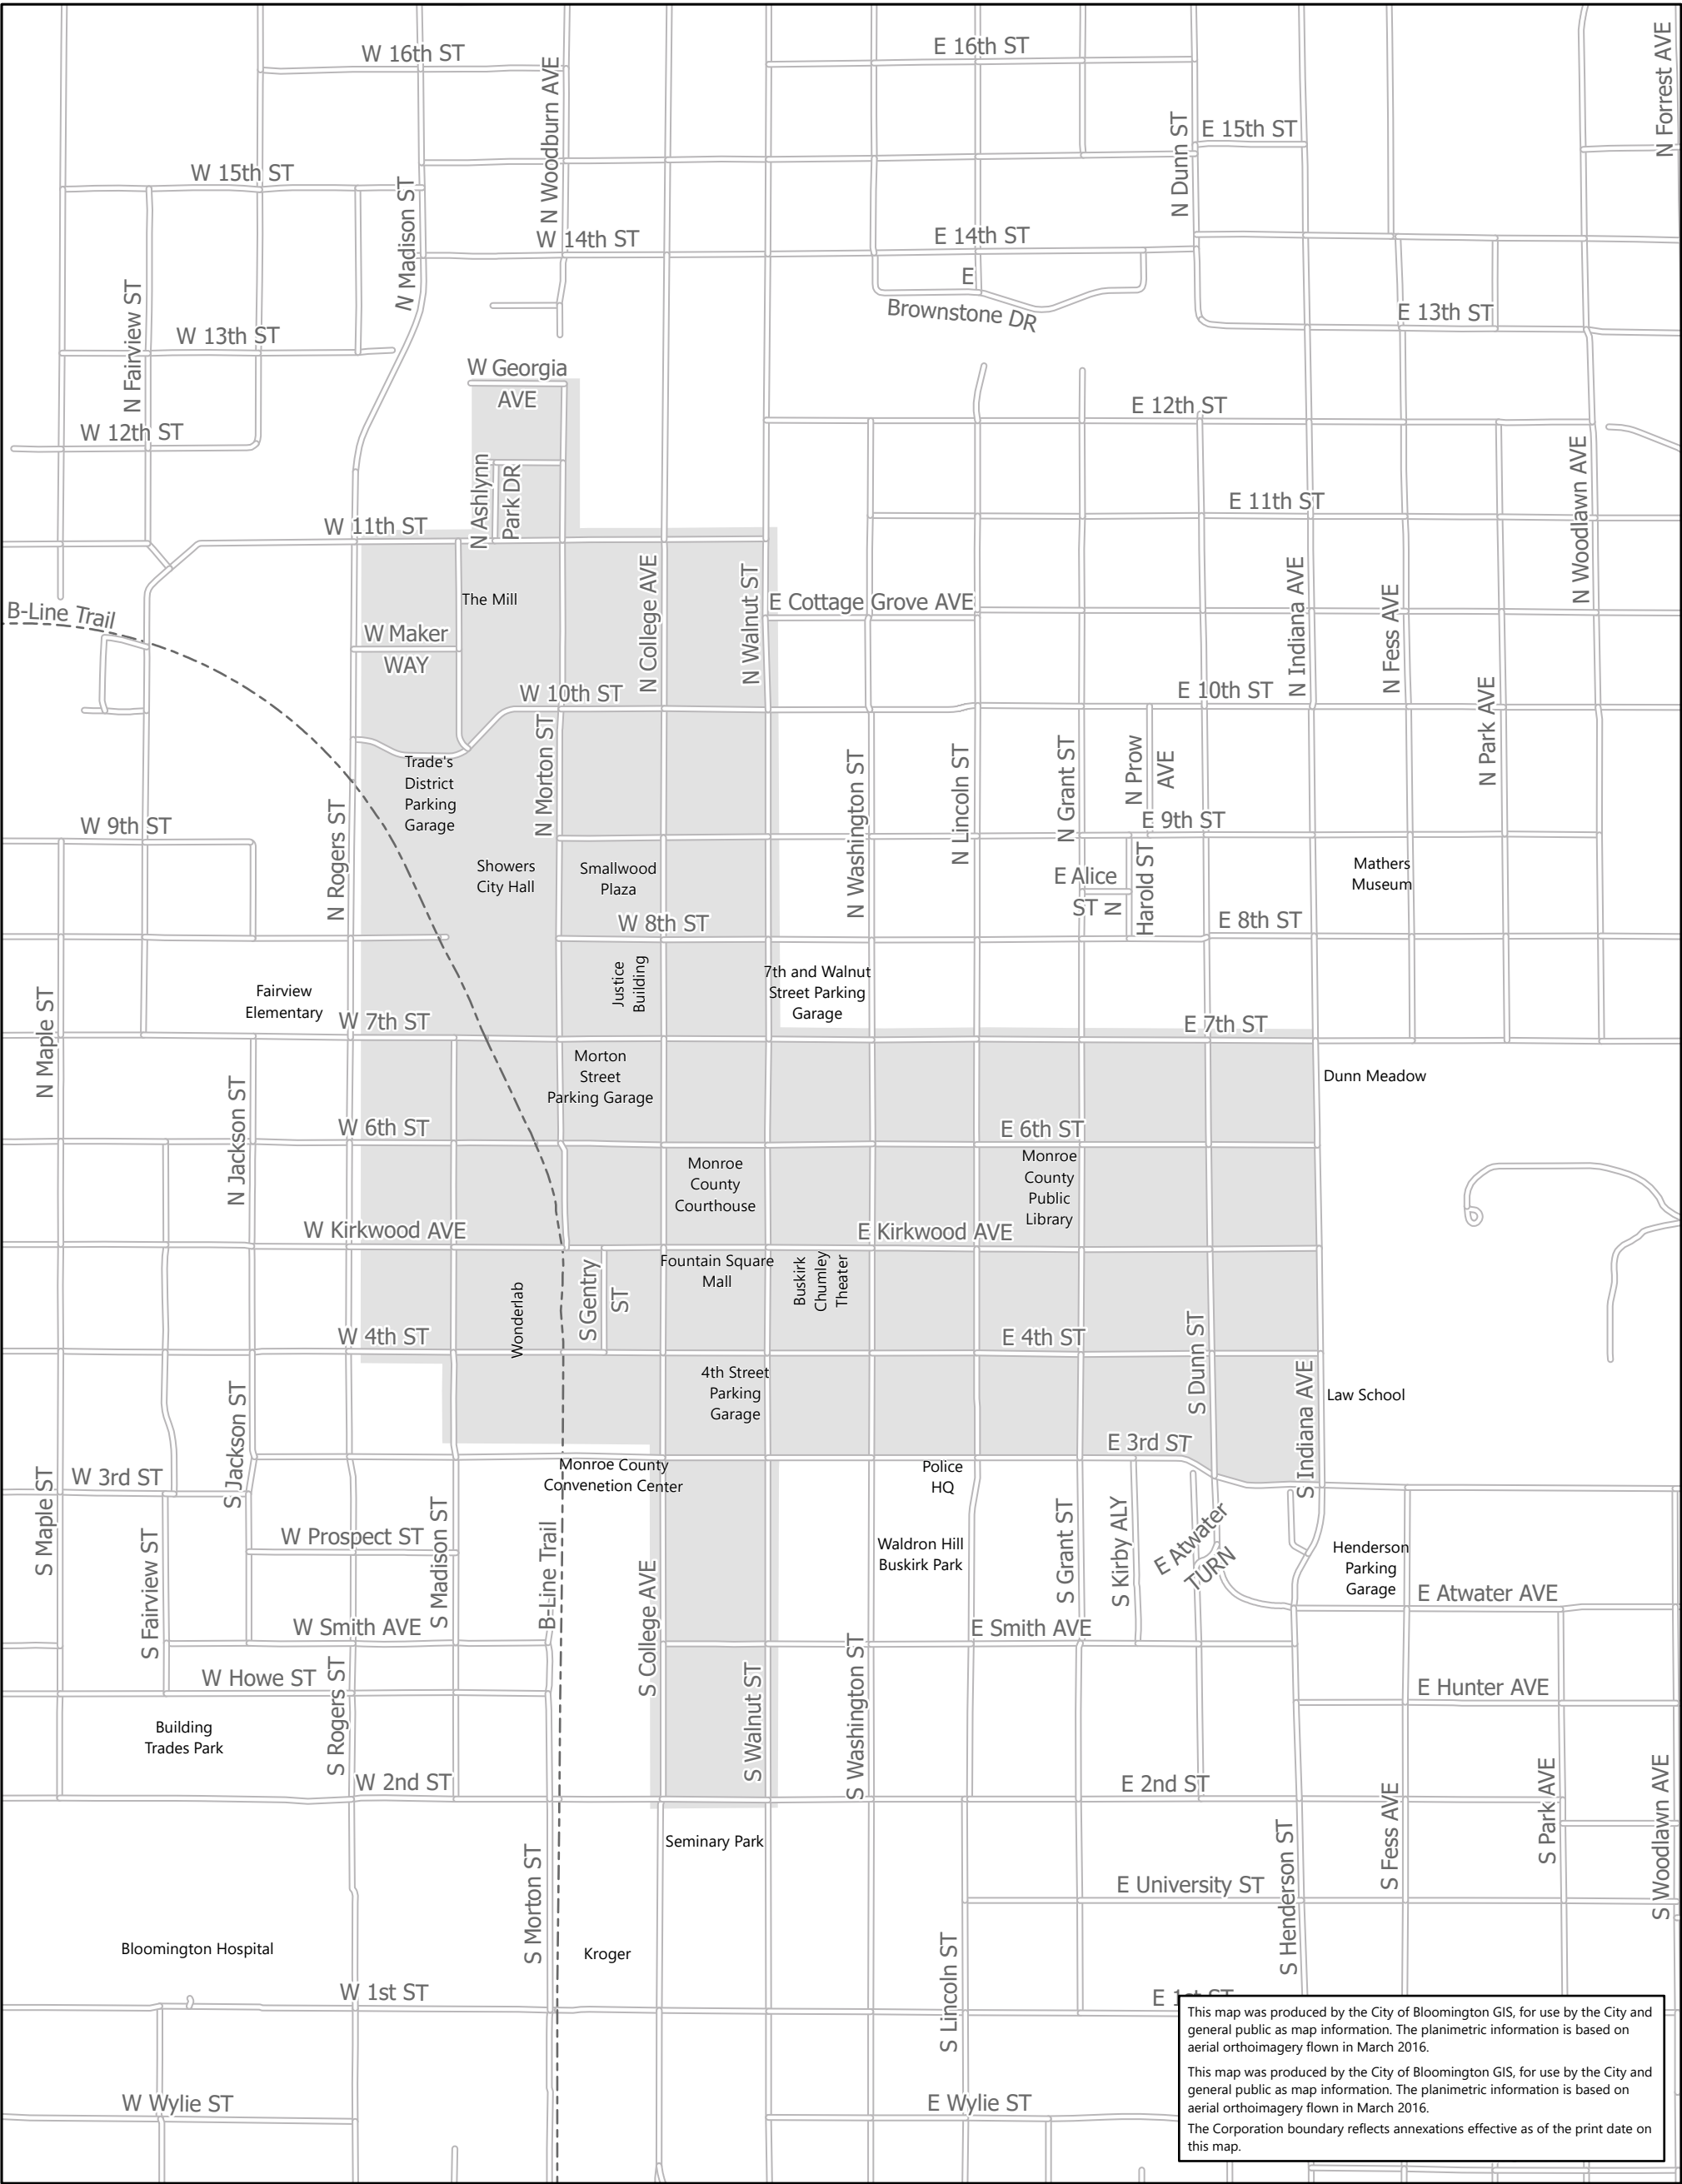 W 16th ST
E 16th ST
N Forrest AVE
N Woodburn AVE
N Dunn ST
E 15th ST
W 15th ST
N Madison ST
W 14th ST
E 14th ST
E
Brownstone DR
N Fairview ST
E 13th ST
W 13th ST
W Georgia
AVE
E 12th ST
W 12th ST
N Ashlynn
Park DR
N Woodlawn AVE
E 11th ST
W 11th ST
The Mill
N College AVE
N Walnut ST
E Cottage Grove AVE
N Indiana AVE
N Fess AVE
B-Line Trail
W Maker
WAY
W 10th ST
E 10th ST
N Park AVE
N Morton ST
N Washington ST
N Lincoln ST
N Grant ST
N Prow
AVE
Trade's
District
Parking
Garage
N Rogers ST
W 9th ST
E 9th ST
Showers
City Hall
Smallwood
Plaza
E Alice
ST
N
Harold ST
Mathers
Museum
W 8th ST
E 8th ST
Justice
Building
7th and Walnut
Street Parking
Garage
Fairview
Elementary
N Maple ST
W 7th ST
E 7th ST
Morton
Street
Parking Garage
Dunn Meadow
N Jackson ST
W 6th ST
E 6th ST
Monroe
County
Courthouse
Monroe
County
Public
Library
W Kirkwood AVE
E Kirkwood AVE
Fountain Square
Mall
Buskirk
Chumley
Theater
S Gentry
ST
Wonderlab
W 4th ST
E 4th ST
S Dunn ST
4th Street
Parking
Garage
S Indiana AVE
Law School
S Jackson ST
E 3rd ST
W 3rd ST
Monroe County
Convenetion Center
Police
HQ
S Maple ST
S Fairview ST
W Prospect ST
S Madison ST
B-Line Trail
S College AVE
Waldron Hill
Buskirk Park
S Grant ST
S Kirby ALY
E Atwater
TURN
Henderson
Parking
Garage
E Atwater AVE
W Smith AVE
E Smith AVE
W Howe ST
S Rogers ST
S Walnut ST
S Washington ST
E Hunter AVE
Building
Trades Park
W 2nd ST
E 2nd ST
S Fess AVE
S Park AVE
S Woodlawn AVE
Seminary Park
S Morton ST
S Henderson ST
E University ST
Bloomington Hospital
Kroger
S Lincoln ST
W 1st ST
E 1st ST
This map was produced by the City of Bloomington GIS, for use by the City and
general public as map information. The planimetric information is based on
aerial orthoimagery flown in March 2016.
This map was produced by the City of Bloomington GIS, for use by the City and
general public as map information. The planimetric information is based on
aerial orthoimagery flown in March 2016.
The Corporation boundary reflects annexations effective as of the print date on
this map.
W Wylie ST
E Wylie ST